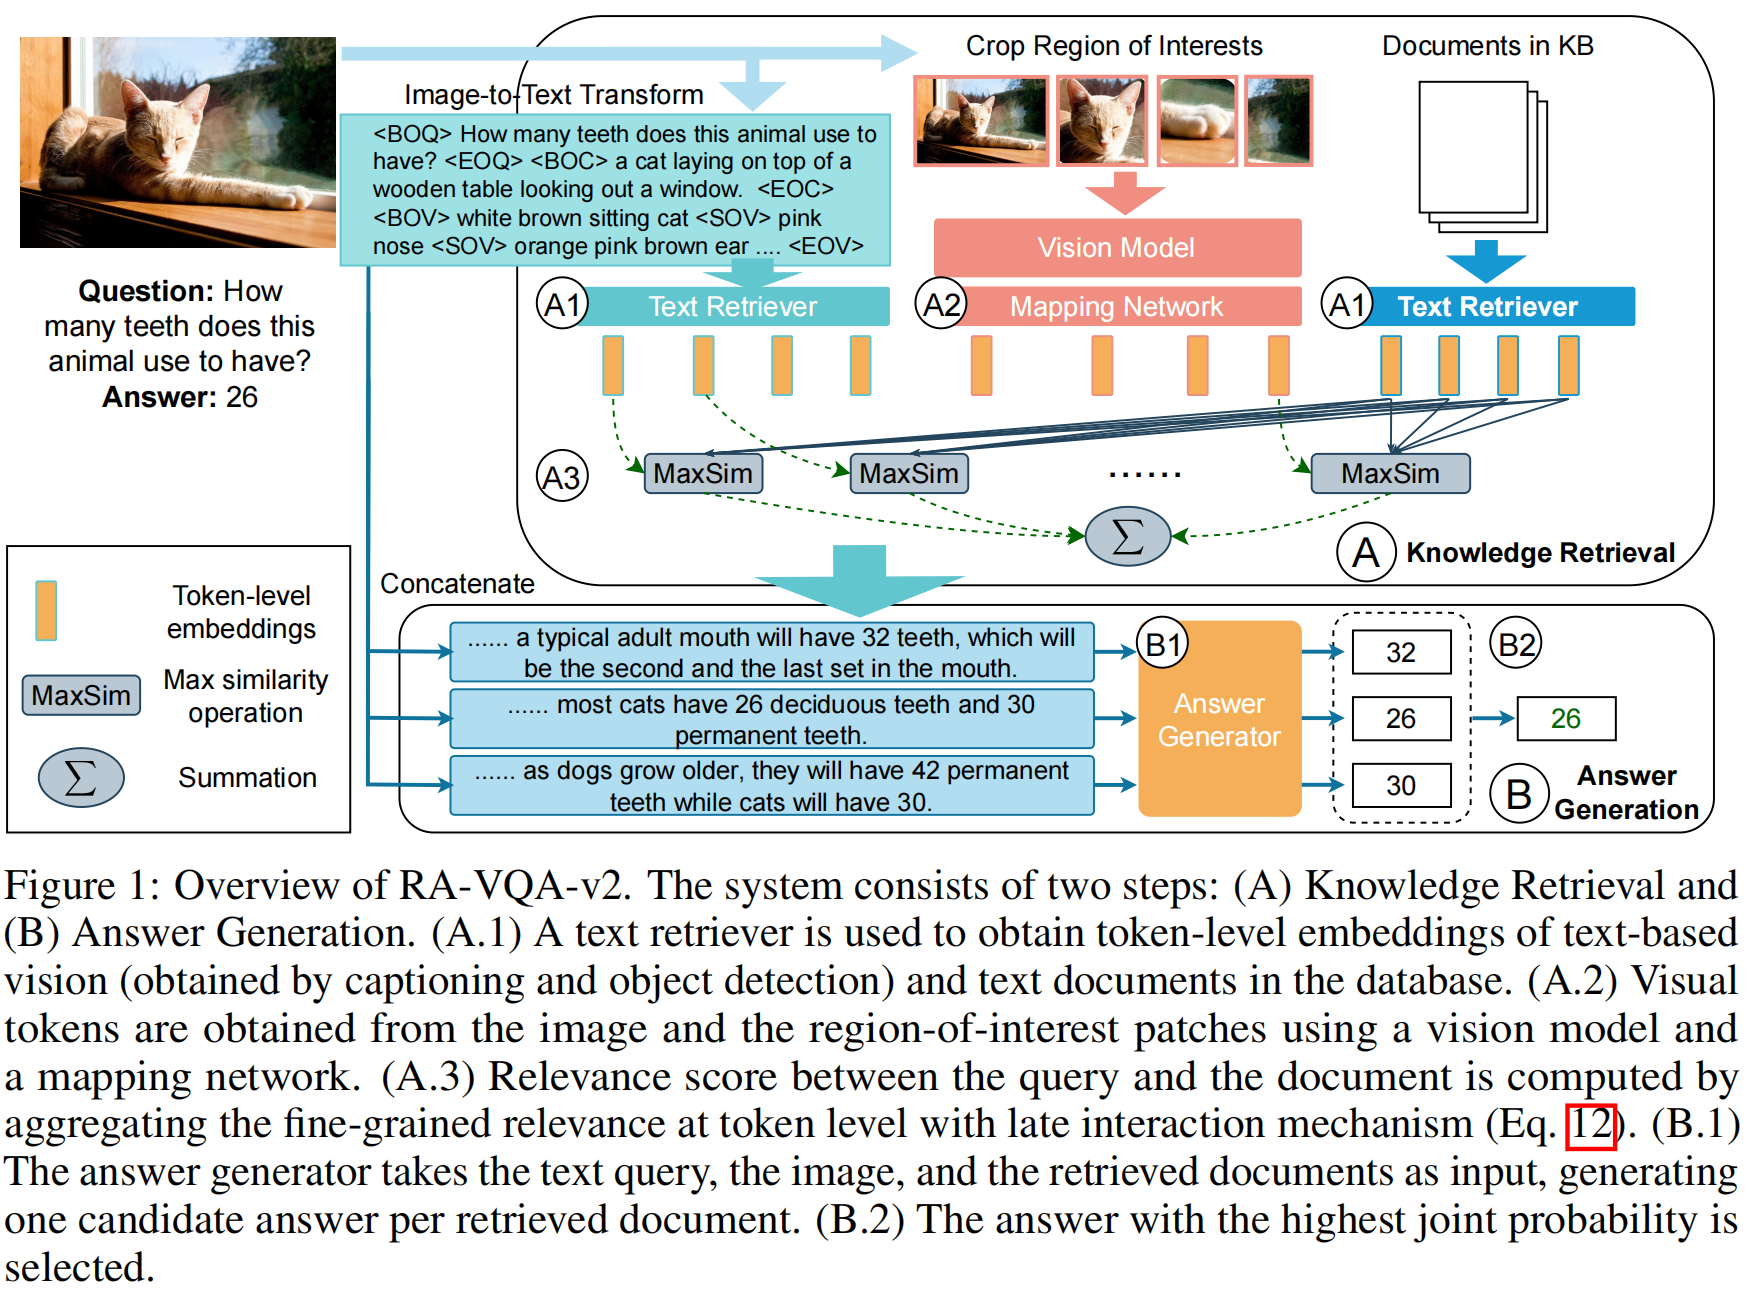 Crop Region of Interests
Documents in KB
Image-to-Text Transform
<BOQ> How many teeth does this animal use to
have? <EOQ> <BOC> a cat laying on top of a
wooden table looking out a window. <EOC>
<BOV> white brown sitting cat <SOV> pink
nose <SOV> orange pink brown ear .... <EOV>
Vision Model
Question: How
many teeth does this
animal use to have?
Answer: 26
A1
Text Retriever
A2
Mapping Network
A1
Text Retriever
A3
MaxSim
MaxSim
......
MaxSim
Σ
A
Knowledge Retrieval
Token-level
embeddings
MaxSim
Max similarity
operation
Σ
Summation
Concatenate
...... a typical adult mouth will have 32 teeth, which will
be the second and the last set in the mouth.
...... most cats have 26 deciduous teeth and 30
permanent teeth.
...... as dogs grow older, they will have 42 permanent
teeth while cats will have 30.
B1
Answer
Generator
32
26
30
B2
26
B
Answer
Generation
Figure 1: Overview of RA-VQA-v2. The system consists of two steps: (A) Knowledge Retrieval and
(B) Answer Generation. (A.1) A text retriever is used to obtain token-level embeddings of text-based
vision (obtained by captioning and object detection) and text documents in the database. (A.2) Visual
tokens are obtained from the image and the region-of-interest patches using a vision model and
a mapping network. (A.3) Relevance score between the query and the document is computed by
aggregating the fine-grained relevance at token level with late interaction mechanism (Eq. 12). (B.1)
The answer generator takes the text query, the image, and the retrieved documents as input, generating
one candidate answer per retrieved document. (B.2) The answer with the highest joint probability is
selected.